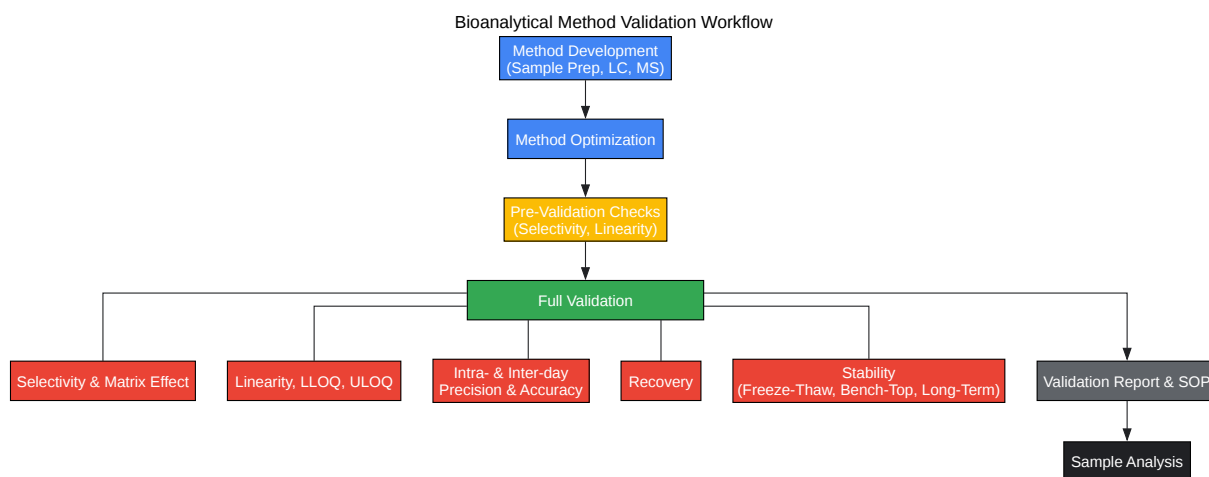 Bioanalytical Method Validation Workflow
Method Development
(Sample Prep, LC, MS)
Method Optimization
Pre-Validation Checks
(Selectivity, Linearity)
Full Validation
Selectivity & Matrix Effect
Linearity, LLOQ, ULOQ
Intra- & Inter-day
Precision & Accuracy
Recovery
Stability
(Freeze-Thaw, Bench-Top, Long-Term)
Validation Report & SOP
Sample Analysis